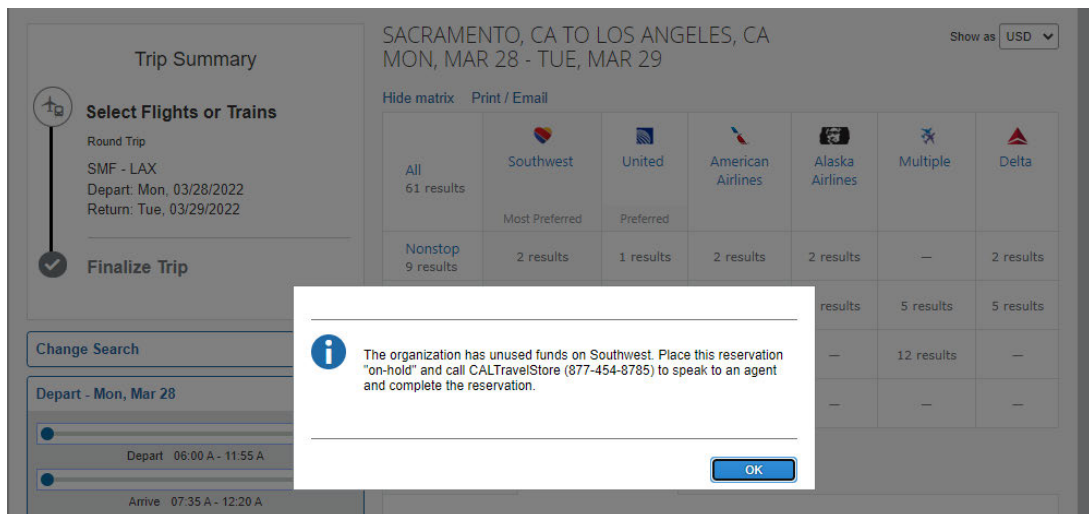 Trip Summary
Select Flights or Trains
Round Trip
SMF - LAX
Depart: Mon, 03/28/2022
Return: Tue, 03/29/2022
Finalize Trip
Change Search
Depart - Mon, Mar 28
Depart 06:00 A - 11:55 A
Arrive 07:35 A - 12:20 A
SACRAMENTO, CA TO LOS ANGELES, CA
MON, MAR 28 - TUE, MAR 29
Show as USD
Hide matrix Print / Email
All
61 results
Southwest
Most Preferred
United
Preferred
American
Airlines
Alaska
Airlines
Multiple
Delta
Nonstop
9 results
2 results 1 results 2 results 2 results — 2 results
results 5 results 5 results
— 12 results —
— — —
The organization has unused funds on Southwest. Place this reservation
"on-hold" and call CALTravelStore (877-454-8785) to speak to an agent
and complete the reservation.
OK